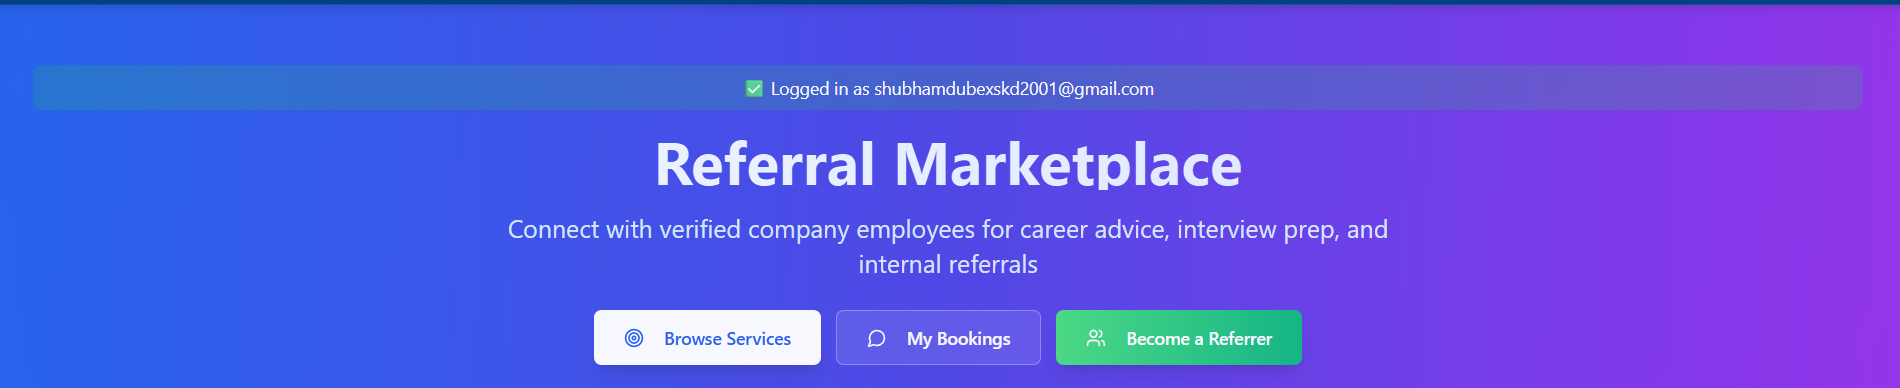 ✅ Logged in as shubhamdubexskd2001@gmail.com
Referral Marketplace
Connect with verified company employees for career advice, interview prep, and
internal referrals
Browse Services
My Bookings
Become a Referrer